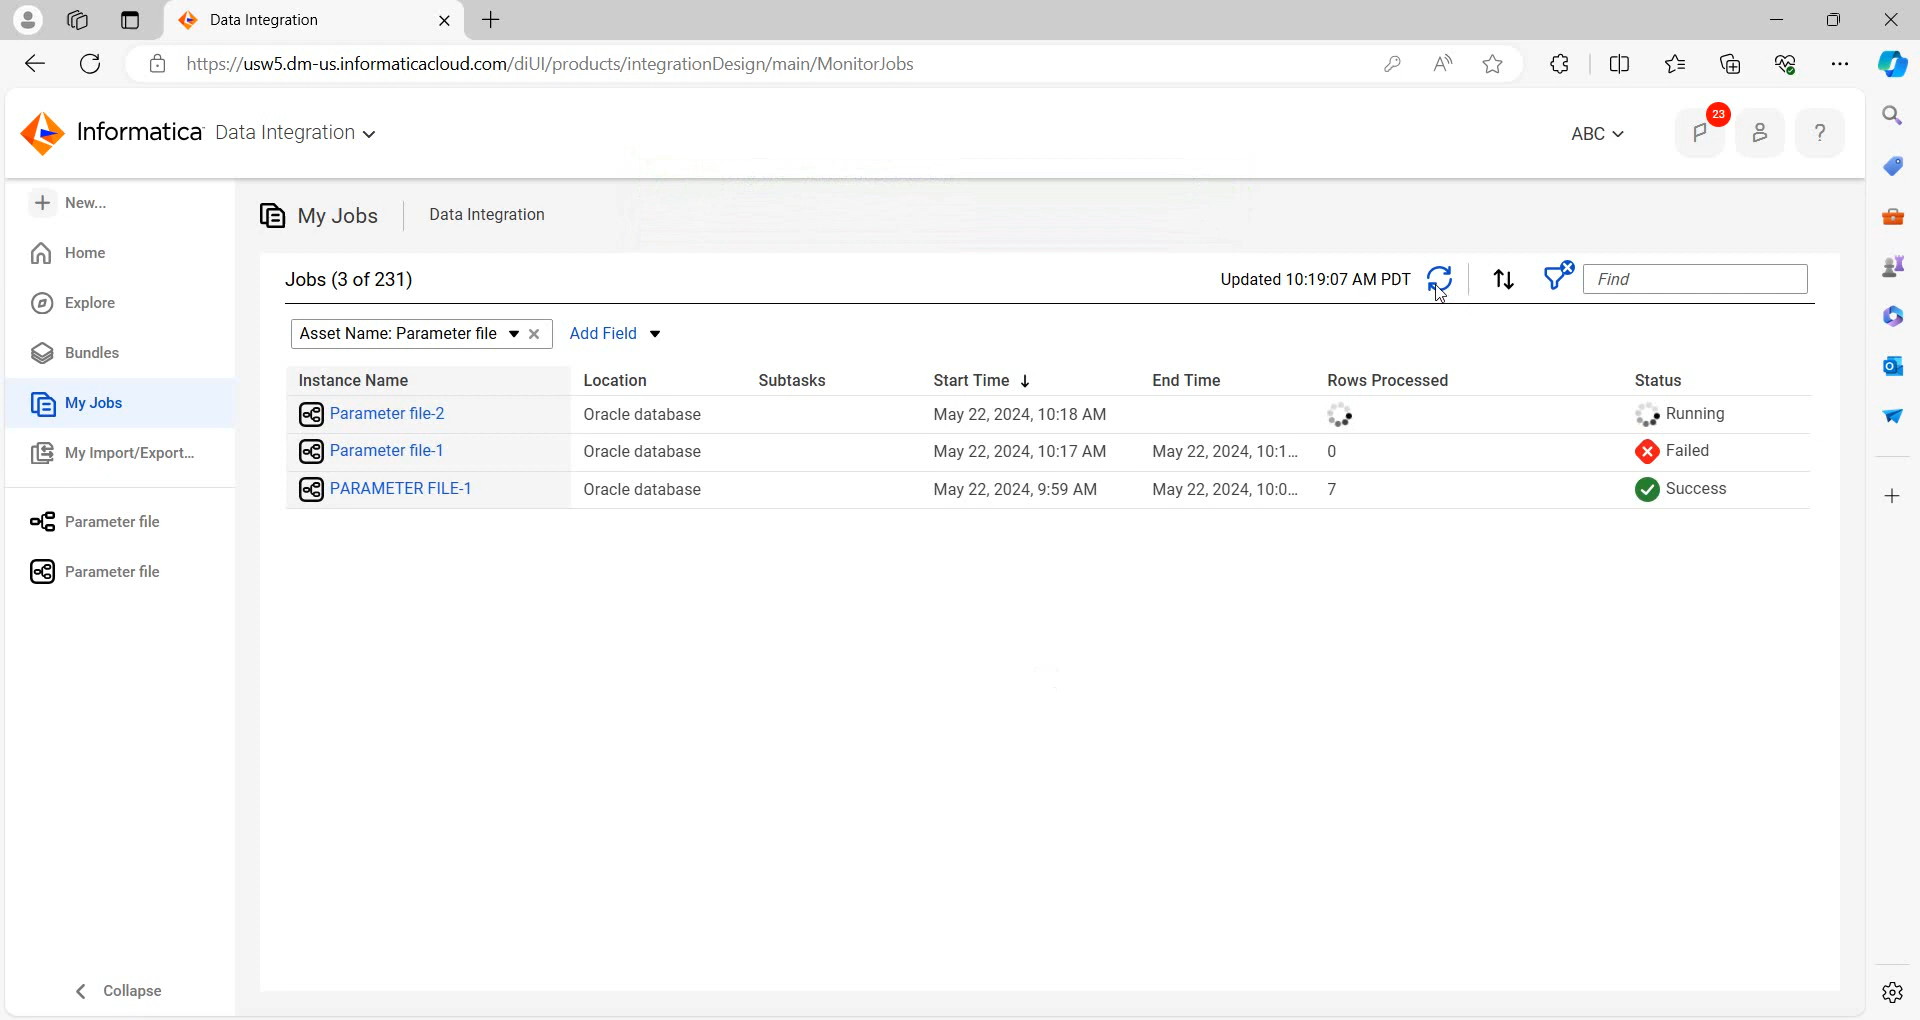 Data Integration
https://usw5.dm-us.informaticacloud.com/diUI/products/integrationDesign/main/MonitorJobs
Informatica Data Integration
ABC
23
?
New...
Home
Explore
Bundles
My Jobs
My Import/Export...
Parameter file
Parameter file
Collapse
My Jobs
Data Integration
Jobs (3 of 231)
Updated 10:19:07 AM PDT
Find
Asset Name: Parameter file
Add Field
Instance Name Location Subtasks Start Time End Time Rows Processed Status
Parameter file-2 Oracle database May 22, 2024, 10:18 AM Running
Parameter file-1 Oracle database May 22, 2024, 10:17 AM May 22, 2024, 10:1... 0 Failed
PARAMETER FILE-1 Oracle database May 22, 2024, 9:59 AM May 22, 2024, 10:0... 7 Success